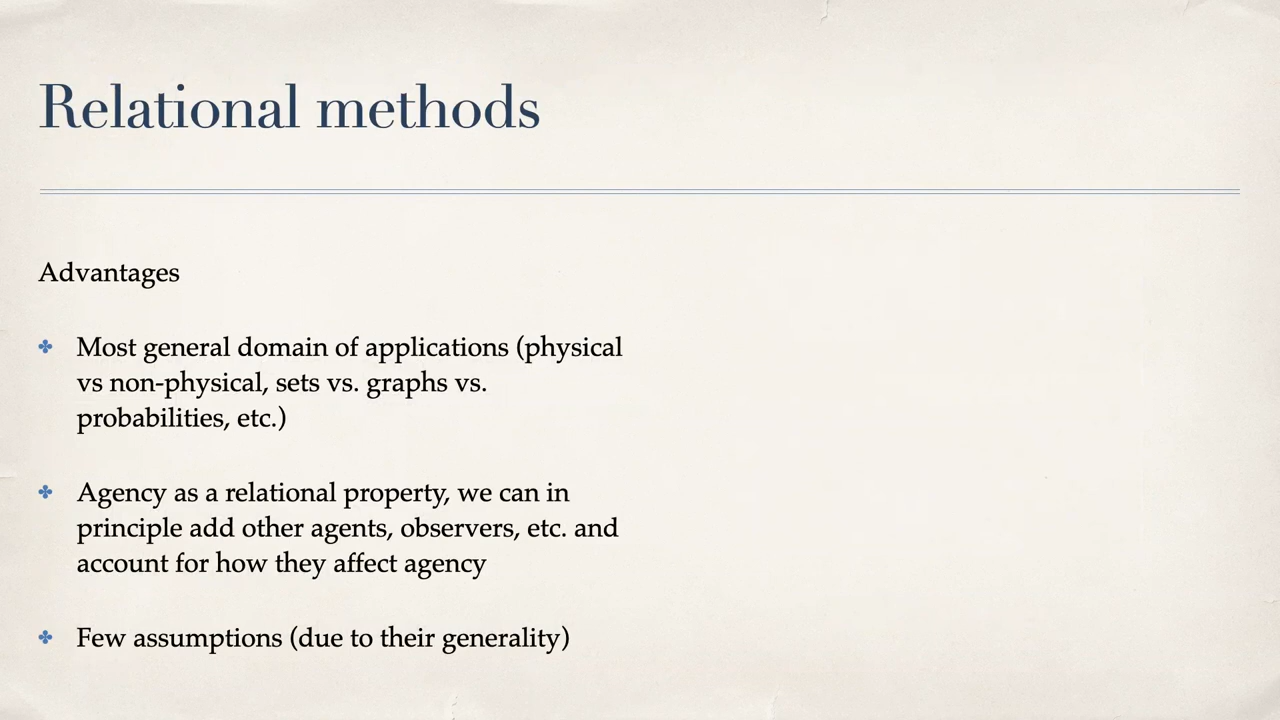 Relational methods
Advantages
Most general domain of applications (physical
vs non-physical, sets vs. graphs vs.
probabilities, etc.)
Agency as a relational property, we can in
principle add other agents, observers, etc. and
account for how they affect agency
Few assumptions (due to their generality)